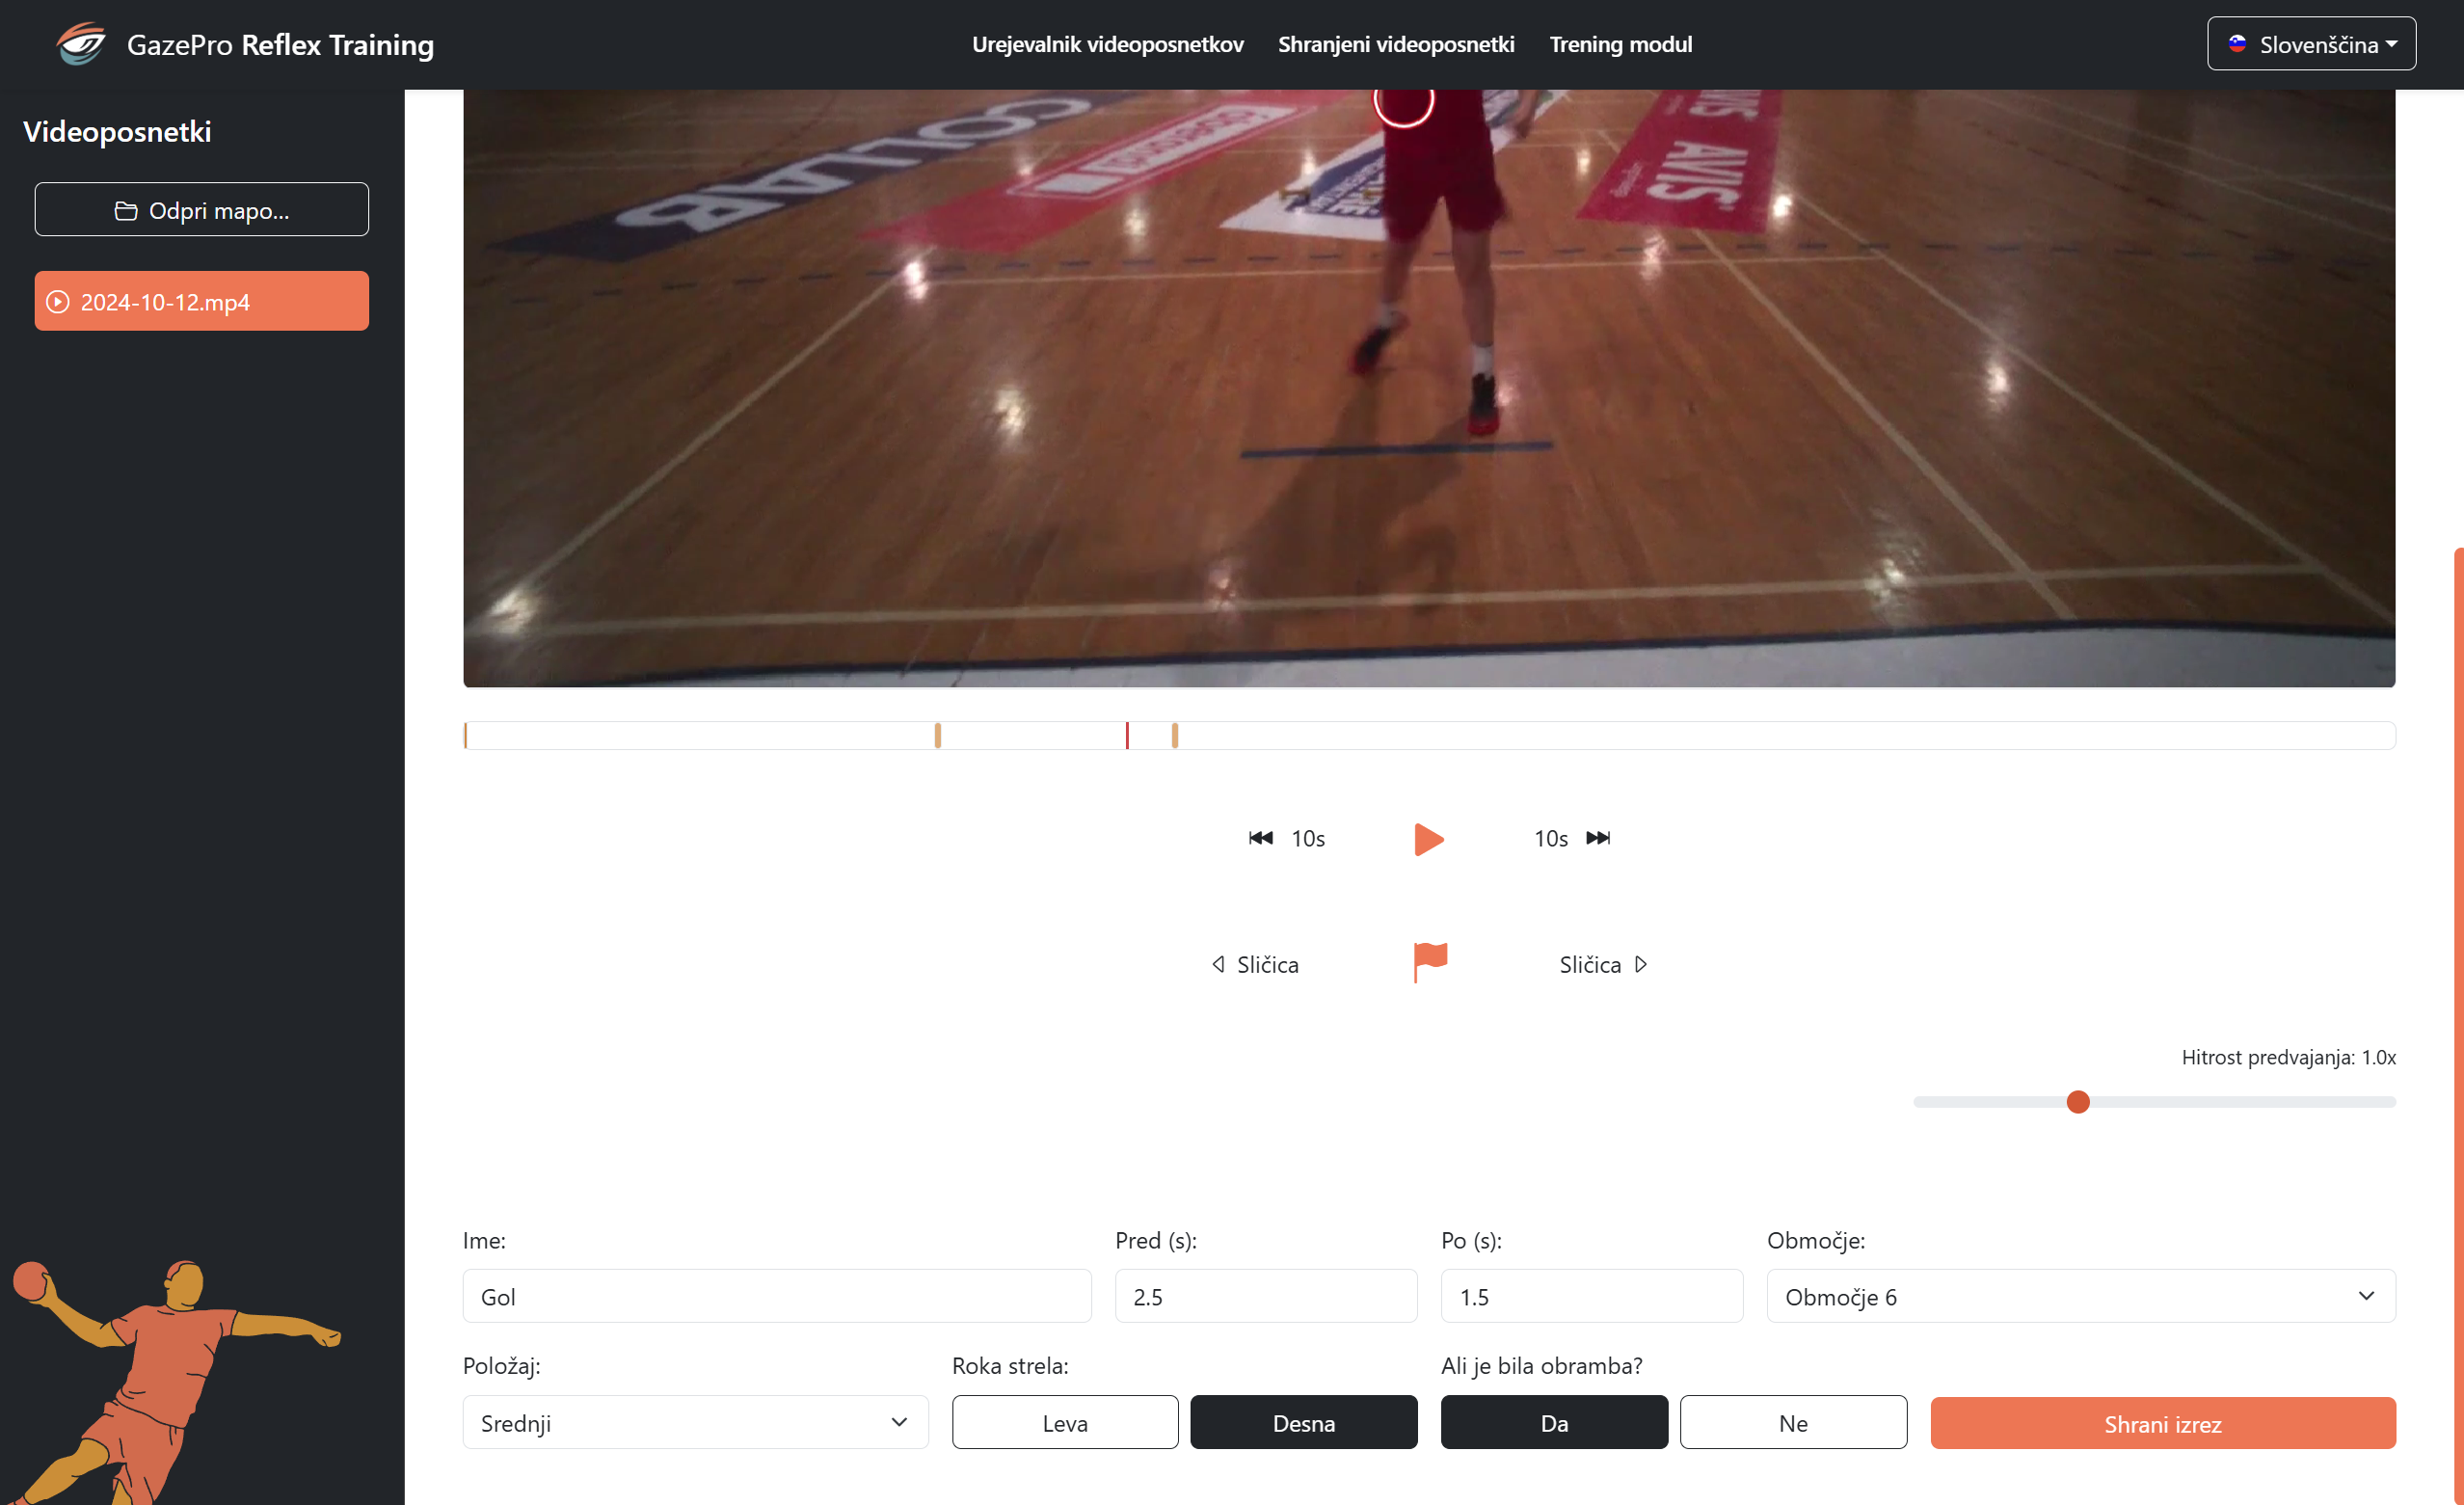 GazePro Reflex Training
Urejevalnik videoposnetkov
Shranjeni videoposnetki
Trening modul
Slovenščina
Videoposnetki
Odpri mapo...
2024-10-12.mp4
COLLAB
AVIS
10s
10s
Sličica
Sličica
Hitrost predvajanja: 1.0x
Ime:
Pred (s):
Po (s):
Območje:
Gol
2.5
1.5
Območje 6
Položaj:
Roka strela:
Ali je bila obramba?
Srednji
Leva
Desna
Da
Ne
Shrani izrez